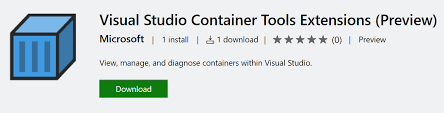 Visual Studio Container Tools Extensions (Preview)
Microsoft | 1 install | 1 download | (0) | Preview
View, manage, and diagnose containers within Visual Studio.
Download